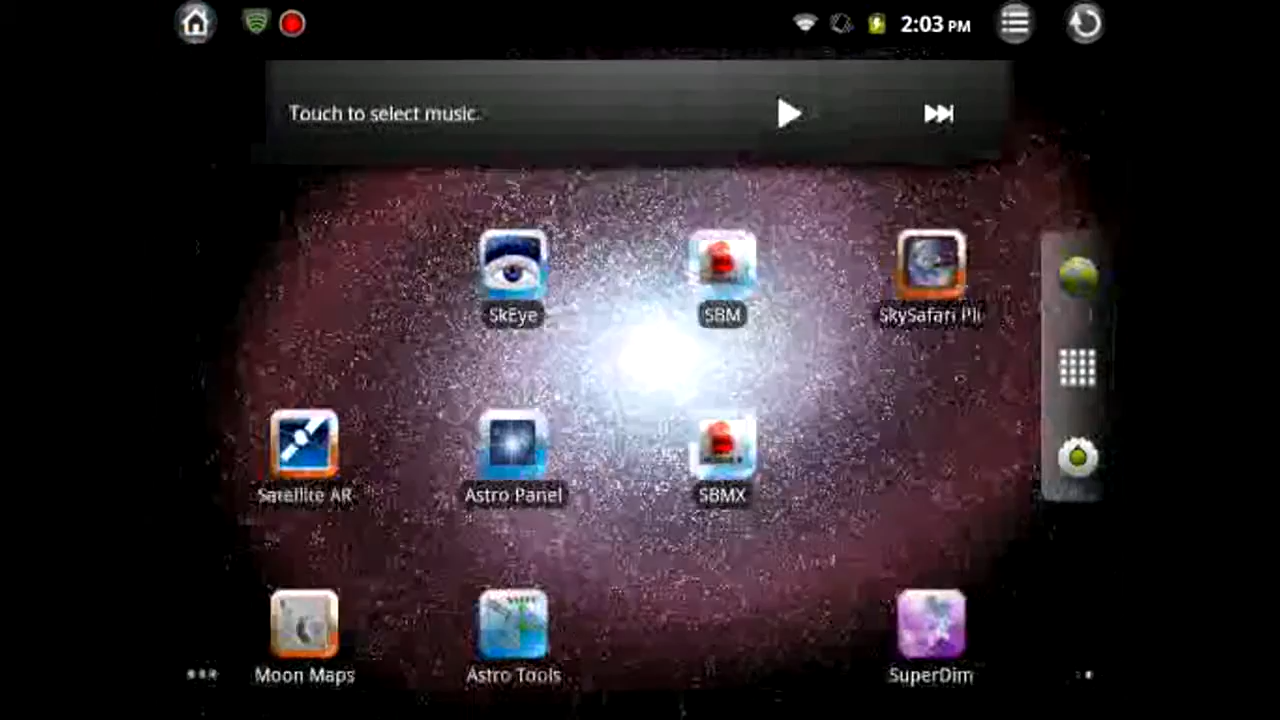 2:03 PM
Touch to select music.
SkEye
SBM
SkySafari Pl
Satellite AR
Astro Panel
SBMX
Moon Maps
Astro Tools
SuperDim